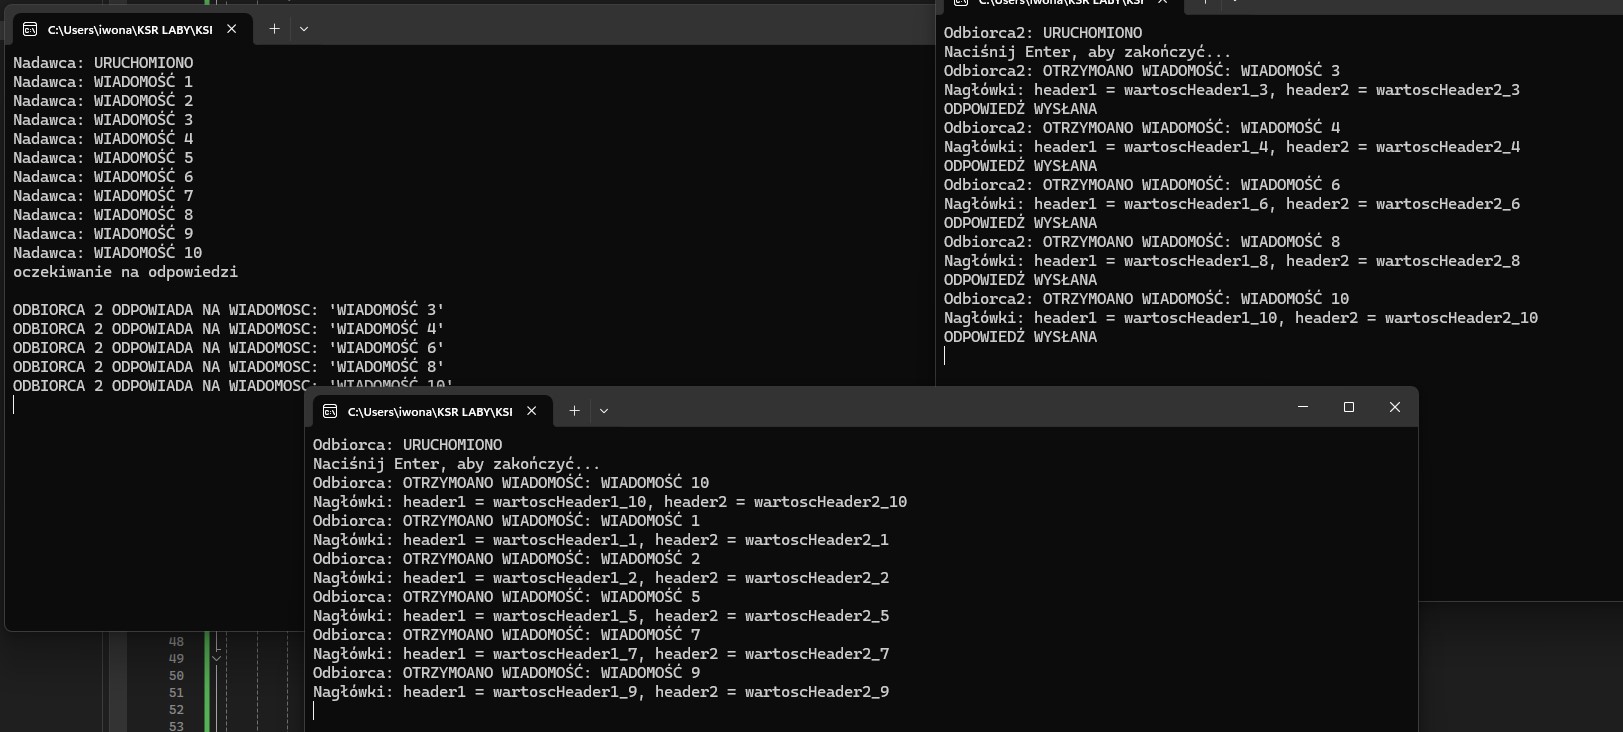 C:\Users\iwona\KSR LABY\KSI
Nadawca: URUCHOMIONO
Nadawca: WIADOMOŚĆ 1
Nadawca: WIADOMOŚĆ 2
Nadawca: WIADOMOŚĆ 3
Nadawca: WIADOMOŚĆ 4
Nadawca: WIADOMOŚĆ 5
Nadawca: WIADOMOŚĆ 6
Nadawca: WIADOMOŚĆ 7
Nadawca: WIADOMOŚĆ 8
Nadawca: WIADOMOŚĆ 9
Nadawca: WIADOMOŚĆ 10
oczekiwanie na odpowiedzi
ODBIORCA 2 ODPOWIADA NA WIADOMOSC: 'WIADOMOŚĆ 3'
ODBIORCA 2 ODPOWIADA NA WIADOMOSC: 'WIADOMOŚĆ 4'
ODBIORCA 2 ODPOWIADA NA WIADOMOSC: 'WIADOMOŚĆ 6'
ODBIORCA 2 ODPOWIADA NA WIADOMOSC: 'WIADOMOŚĆ 8'
ODBIORCA 2 ODPOWIADA NA WIADOMOSC: 'WIADOMOŚĆ 10'
C:\Users\iwona\KSR LABY\KSI
Odbiorca2: URUCHOMIONO
Naciśnij Enter, aby zakończyć...
Odbiorca2: OTRZYMOANO WIADOMOŚĆ: WIADOMOŚĆ 3
Nagłówki: header1 = wartoscHeader1_3, header2 = wartoscHeader2_3
ODPOWIEDŹ WYSŁANA
Odbiorca2: OTRZYMOANO WIADOMOŚĆ: WIADOMOŚĆ 4
Nagłówki: header1 = wartoscHeader1_4, header2 = wartoscHeader2_4
ODPOWIEDŹ WYSŁANA
Odbiorca2: OTRZYMOANO WIADOMOŚĆ: WIADOMOŚĆ 6
Nagłówki: header1 = wartoscHeader1_6, header2 = wartoscHeader2_6
ODPOWIEDŹ WYSŁANA
Odbiorca2: OTRZYMOANO WIADOMOŚĆ: WIADOMOŚĆ 8
Nagłówki: header1 = wartoscHeader1_8, header2 = wartoscHeader2_8
ODPOWIEDŹ WYSŁANA
Odbiorca2: OTRZYMOANO WIADOMOŚĆ: WIADOMOŚĆ 10
Nagłówki: header1 = wartoscHeader1_10, header2 = wartoscHeader2_10
ODPOWIEDŹ WYSŁANA
C:\Users\iwona\KSR LABY\KSI
Odbiorca: URUCHOMIONO
Naciśnij Enter, aby zakończyć...
Odbiorca: OTRZYMOANO WIADOMOŚĆ: WIADOMOŚĆ 10
Nagłówki: header1 = wartoscHeader1_10, header2 = wartoscHeader2_10
Odbiorca: OTRZYMOANO WIADOMOŚĆ: WIADOMOŚĆ 1
Nagłówki: header1 = wartoscHeader1_1, header2 = wartoscHeader2_1
Odbiorca: OTRZYMOANO WIADOMOŚĆ: WIADOMOŚĆ 2
Nagłówki: header1 = wartoscHeader1_2, header2 = wartoscHeader2_2
Odbiorca: OTRZYMOANO WIADOMOŚĆ: WIADOMOŚĆ 5
Nagłówki: header1 = wartoscHeader1_5, header2 = wartoscHeader2_5
Odbiorca: OTRZYMOANO WIADOMOŚĆ: WIADOMOŚĆ 7
Nagłówki: header1 = wartoscHeader1_7, header2 = wartoscHeader2_7
Odbiorca: OTRZYMOANO WIADOMOŚĆ: WIADOMOŚĆ 9
Nagłówki: header1 = wartoscHeader1_9, header2 = wartoscHeader2_9
48
49
50
51
52
53